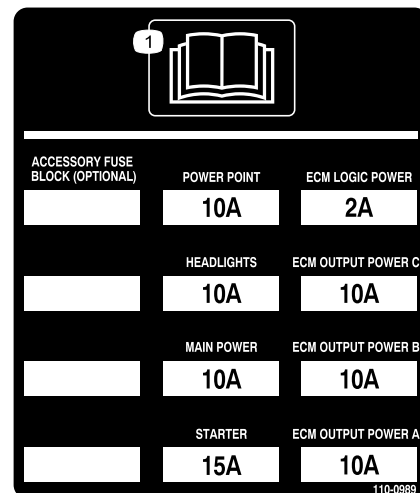 1
ACCESSORY FUSE
BLOCK (OPTIONAL)
POWER POINT
ECM LOGIC POWER
10A
2A
HEADLIGHTS
ECM OUTPUT POWER C
10A
10A
MAIN POWER
ECM OUTPUT POWER B
10A
10A
STARTER
ECM OUTPUT POWER A
15A
10A
110-0989